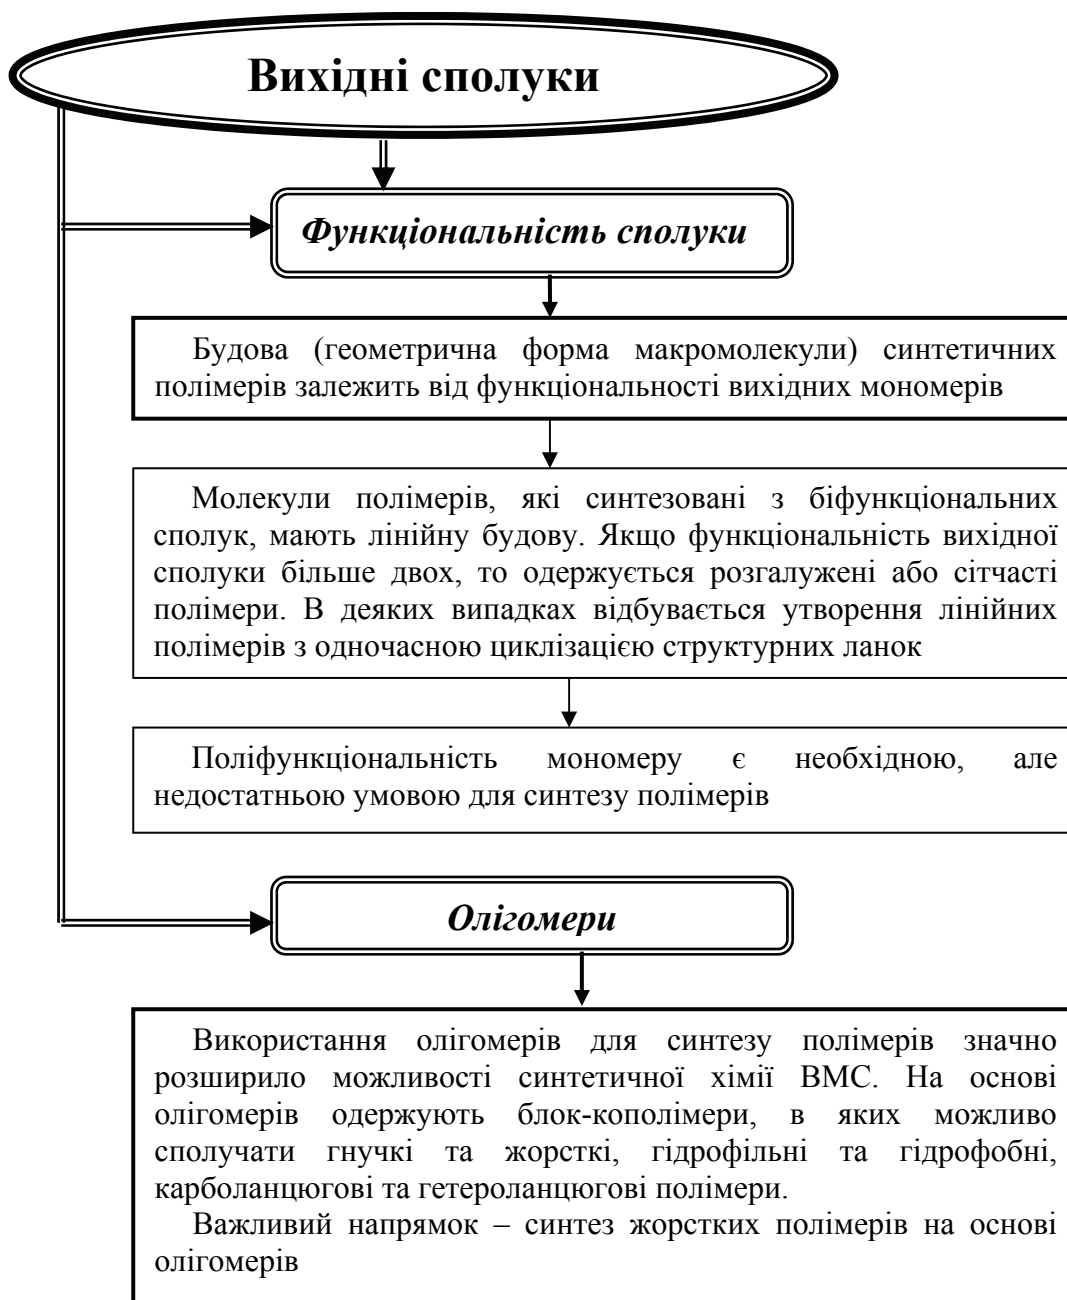 Вихідні сполуки
Функціональність сполуки
Будова (геометрична форма макромолекули) синтетичних
полімерів залежить від функціональності вихідних мономерів
Молекули полімерів, які синтезовані з біфункціональних
сполук, мають лінійну будову. Якщо функціональність вихідної
сполуки більше двох, то одержується розгалужені або сітчасті
полімери. В деяких випадках відбувається утворення лінійних
полімерів з одночасною циклізацією структурних ланок
Поліфункціональність мономеру є необхідною, але
недостатньою умовою для синтезу полімерів
Олігомери
Використання олігомерів для синтезу полімерів значно
розширило можливості синтетичної хімії ВМС. На основі
олігомерів одержують блок-кополімери, в яких можливо
сполучати гнучкі та жорсткі, гідрофільні та гідрофобні,
карболанцюгові та гетероланцюгові полімери.
Важливий напрямок – синтез жорстких полімерів на основі
олігомерів